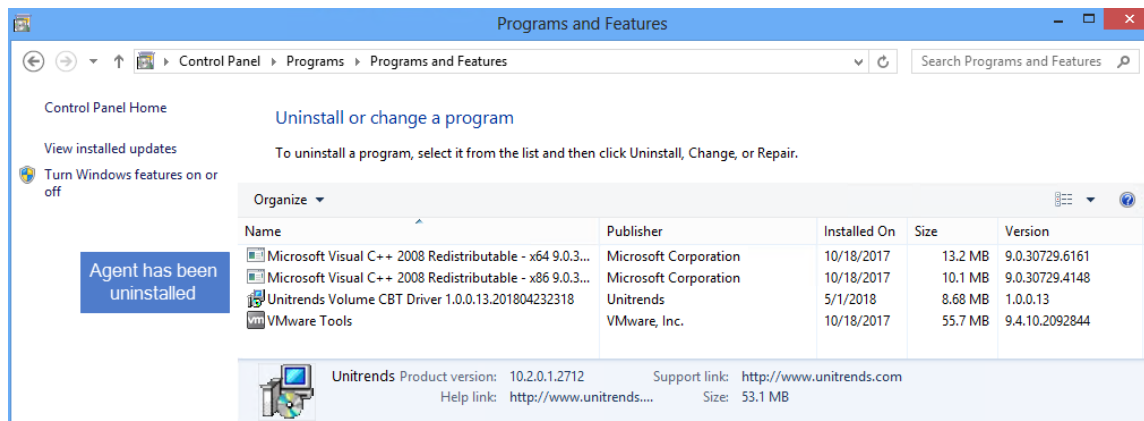 Programs and Features
Control Panel Programs Programs and Features
Search Programs and Features
Control Panel Home
View installed updates
Turn Windows features on or
off
Uninstall or change a program
To uninstall a program, select it from the list and then click Uninstall, Change, or Repair.
Organize
Name Publisher Installed On Size Version
Microsoft Visual C++ 2008 Redistributable - x64 9.0.3... Microsoft Corporation 10/18/2017 13.2 MB 9.0.30729.6161
Microsoft Visual C++ 2008 Redistributable - x86 9.0.3... Microsoft Corporation 10/18/2017 10.1 MB 9.0.30729.4148
Unitrends Volume CBT Driver 1.0.0.13.201804232318 Unitrends 5/1/2018 8.68 MB 1.0.0.13
vm VMware Tools VMware, Inc. 10/18/2017 55.7 MB 9.4.10.2092844
Agent has been
uninstalled
Unitrends Product version: 10.2.0.1.2712 Support link: http://www.unitrends.com
Help link: http://www.unitrends.... Size: 53.1 MB